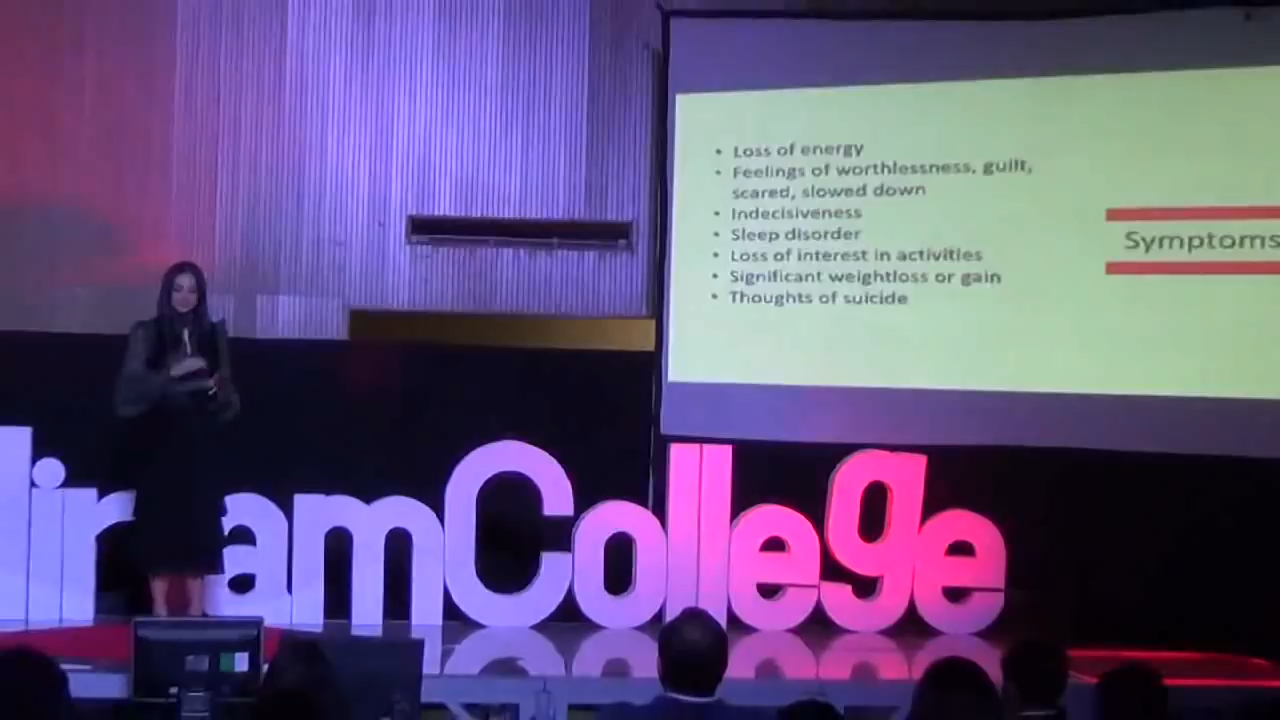 • Loss of energy
• Feelings of worthlessness, guilt,
scared, slowed down
• Indecisiveness
• Sleep disorder
• Loss of interest in activities
• Significant weightloss or gain
• Thoughts of suicide
Symptoms
iriamCollege